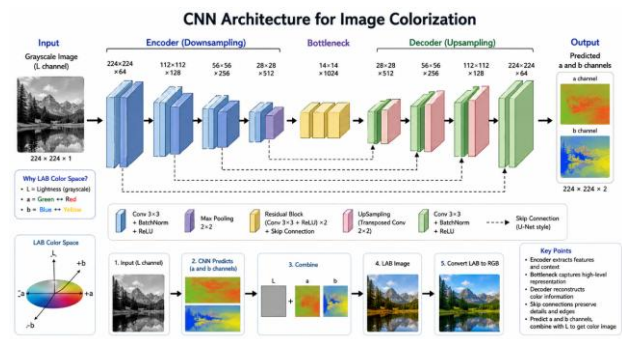 CNN Architecture for Image Colorization
Input
Grayscale Image
(L channel)
224 × 224 × 1
Encoder (Downsampling)
224×224
× 64
112×112
× 128
56×56
×256
28×28
×512
Bottleneck
14×14
×1024
Decoder (Upsampling)
28×28
×512
56×56
×256
112×112
× 128
224×224
× 64
Output
Predicted
a and b channels
a channel
b channel
224 × 224 × 2
Why LAB Color Space?
• L = Lightness (grayscale)
• a = Green ↔ Red
• b = Blue ↔ Yellow
Conv 3×3
+ BatchNorm
+ ReLU
Max Pooling
2×2
Residual Block
(Conv 3×3 + ReLU) ×2
+ Skip Connection
UpSampling
(Transposed Conv
2×2)
Conv 3×3
+ BatchNorm
+ ReLU
Skip Connection
(U-Net style)
LAB Color Space
L
+b
-a
+a
-b
1. Input (L channel)
2. CNN Predicts
(a and b channels)
3. Combine
L
+
a
b
4. LAB Image
5. Convert LAB to RGB
Key Points
• Encoder extracts features
and context
• Bottleneck captures high-level
representation
• Decoder reconstructs
color information
• Skip connections preserve
details and edges
• Predict a and b channels,
combine with L to get color image